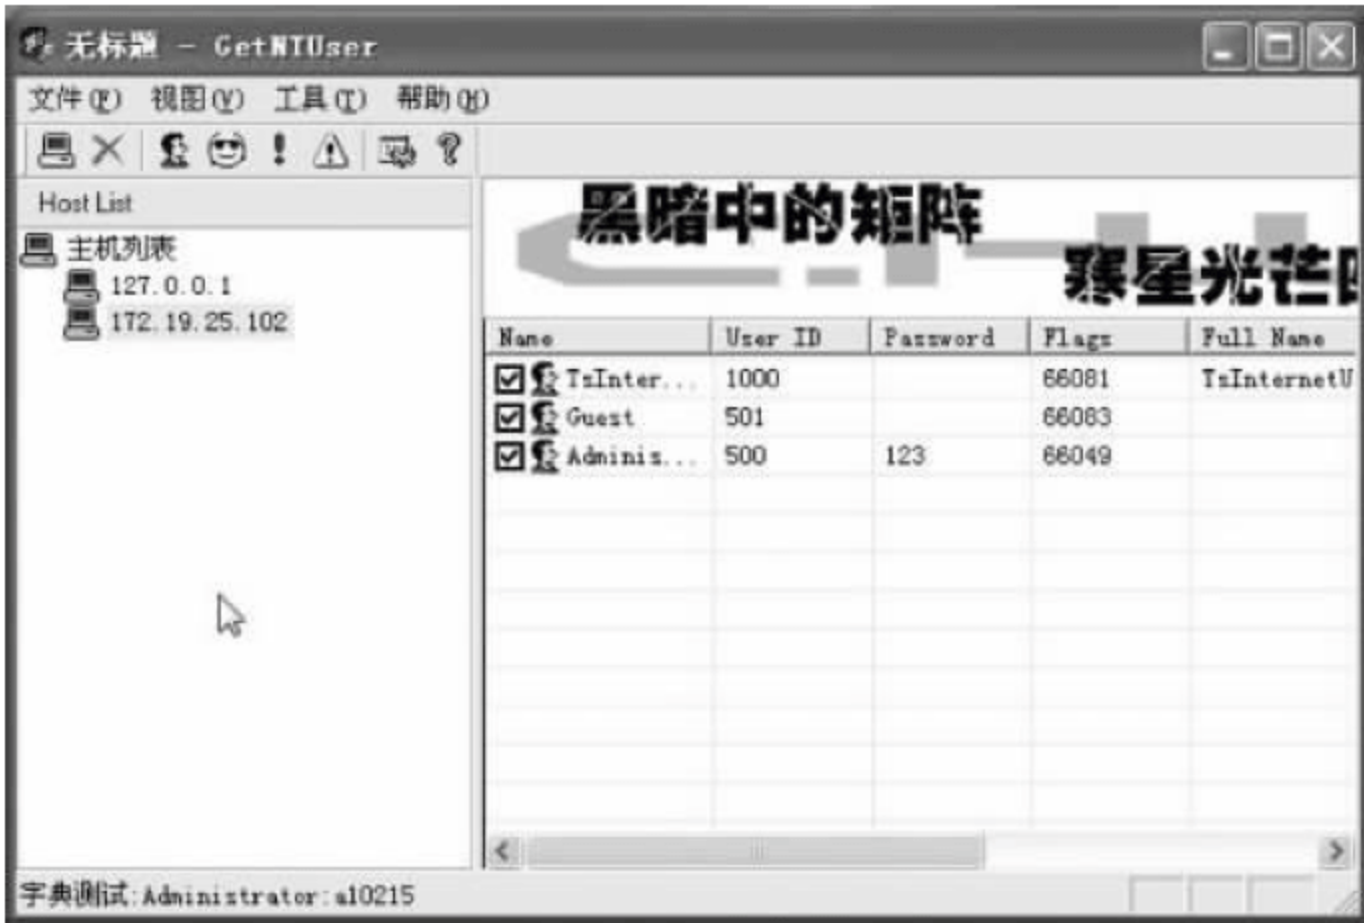 无标题 - GetNTUser
文件(F) 视图(V) 工具(T) 帮助(H)
Host List
主机列表
127.0.0.1
172.19.25.102
黑暗中的矩阵
寒星光芒
Name User ID Password Flags Full Name
TsInter... 1000 66081 TsInternetU
Guest 501 66083
Adminis... 500 123 66049
字典测试:Administrator:a10215